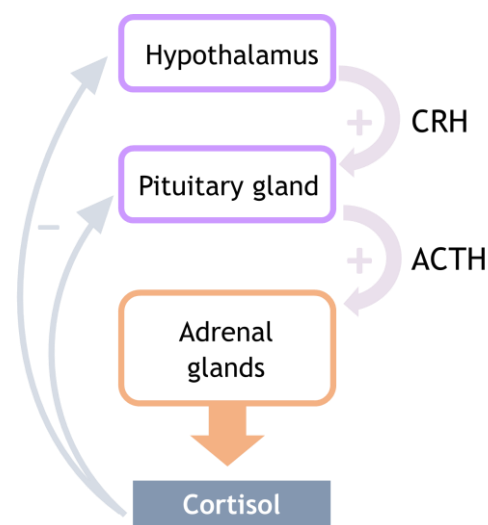 Hypothalamus
+
CRH
Pituitary gland
–
+
ACTH
Adrenal
glands
Cortisol